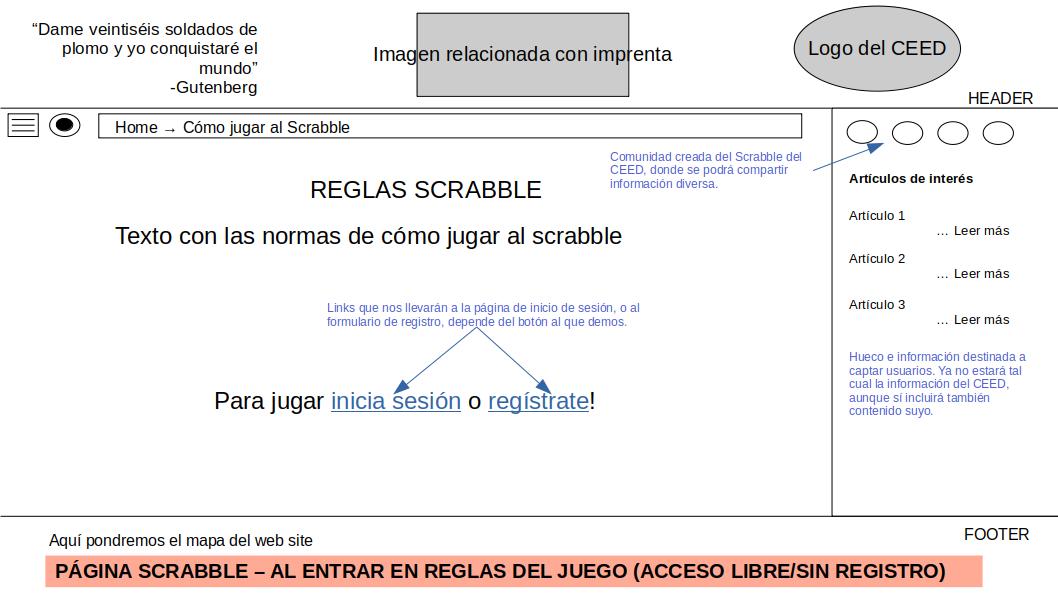 “Dame veintiséis soldados de
plomo y yo conquistaré el
mundo”
-Gutenberg
Imagen relacionada con imprenta
Logo del CEED
HEADER
Home → Cómo jugar al Scrabble
Comunidad creada del Scrabble del
CEED, donde se podrá compartir
información diversa.
REGLAS SCRABBLE
Texto con las normas de cómo jugar al scrabble
Links que nos llevarán a la página de inicio de sesión, o al
formulario de registro, depende del botón al que demos.
Para jugar inicia sesión o regístrate!
Artículos de interés
Artículo 1
... Leer más
Artículo 2
... Leer más
Artículo 3
... Leer más
Hueco e información destinada a
captar usuarios. Ya no estará tal
cual la información del CEED,
aunque sí incluirá también
contenido suyo.
FOOTER
Aquí pondremos el mapa del web site
PÁGINA SCRABBLE – AL ENTRAR EN REGLAS DEL JUEGO (ACCESO LIBRE/SIN REGISTRO)